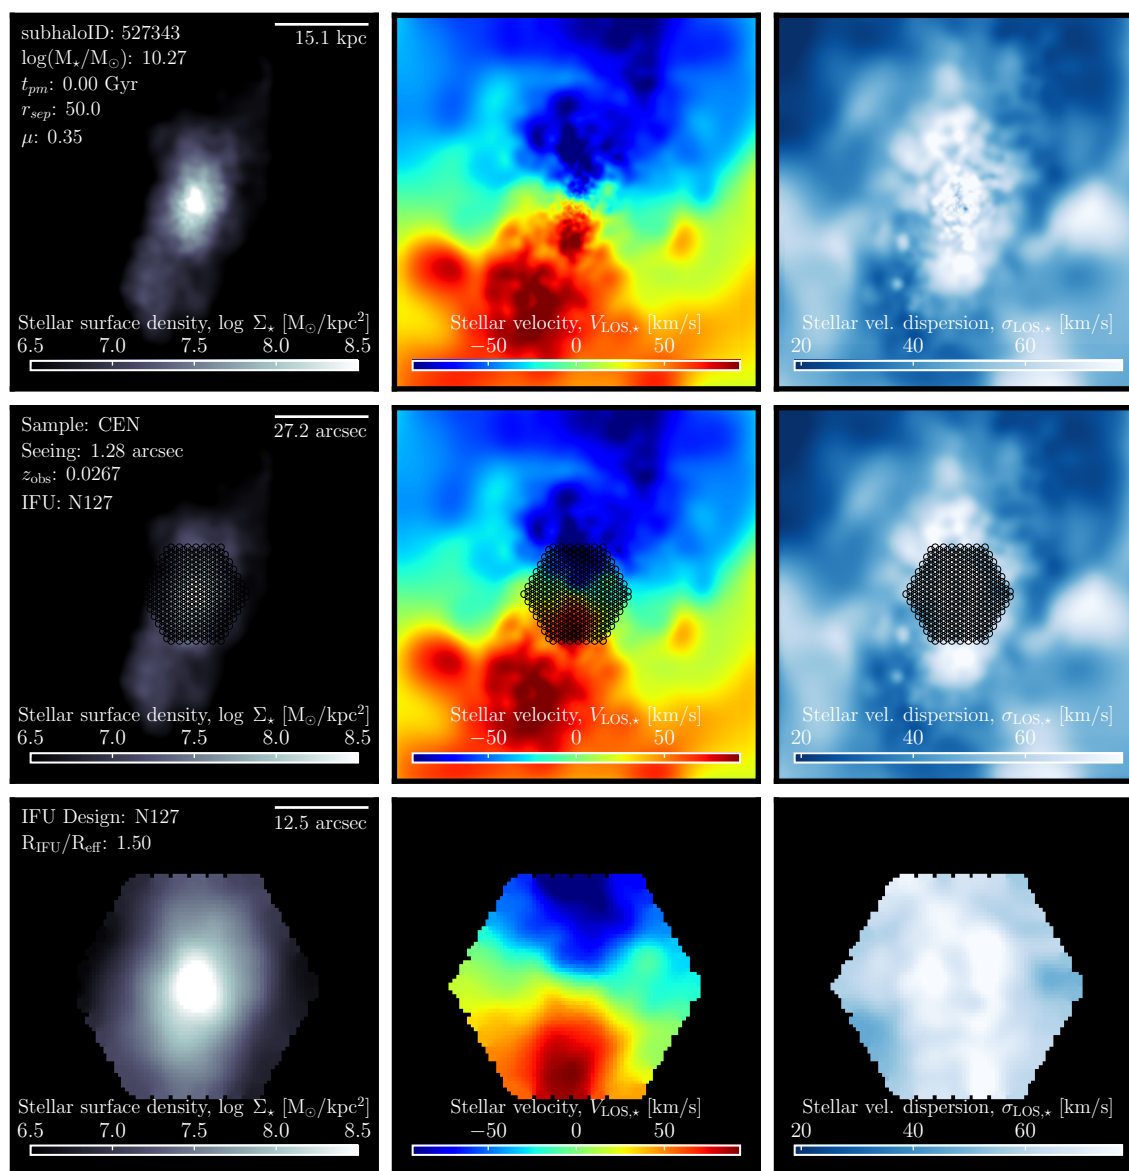 subhaloID: 527343
15.1 kpc
log(M⋆/M⊙): 10.27
t_pm: 0.00 Gyr
r_sep: 50.0
μ: 0.35
Stellar surface density, log Σ⋆ [M⊙/kpc²]
6.5 7.0 7.5 8.0 8.5
Stellar velocity, V_LOS,⋆ [km/s]
−50 0 50
Stellar vel. dispersion, σ_LOS,⋆ [km/s]
20 40 60
Sample: CEN
27.2 arcsec
Seeing: 1.28 arcsec
z_obs: 0.0267
IFU: N127
Stellar surface density, log Σ⋆ [M⊙/kpc²]
6.5 7.0 7.5 8.0 8.5
Stellar velocity, V_LOS,⋆ [km/s]
−50 0 50
Stellar vel. dispersion, σ_LOS,⋆ [km/s]
20 40 60
IFU Design: N127
12.5 arcsec
R_IFU/R_eff: 1.50
Stellar surface density, log Σ⋆ [M⊙/kpc²]
6.5 7.0 7.5 8.0 8.5
Stellar velocity, V_LOS,⋆ [km/s]
−50 0 50
Stellar vel. dispersion, σ_LOS,⋆ [km/s]
20 40 60